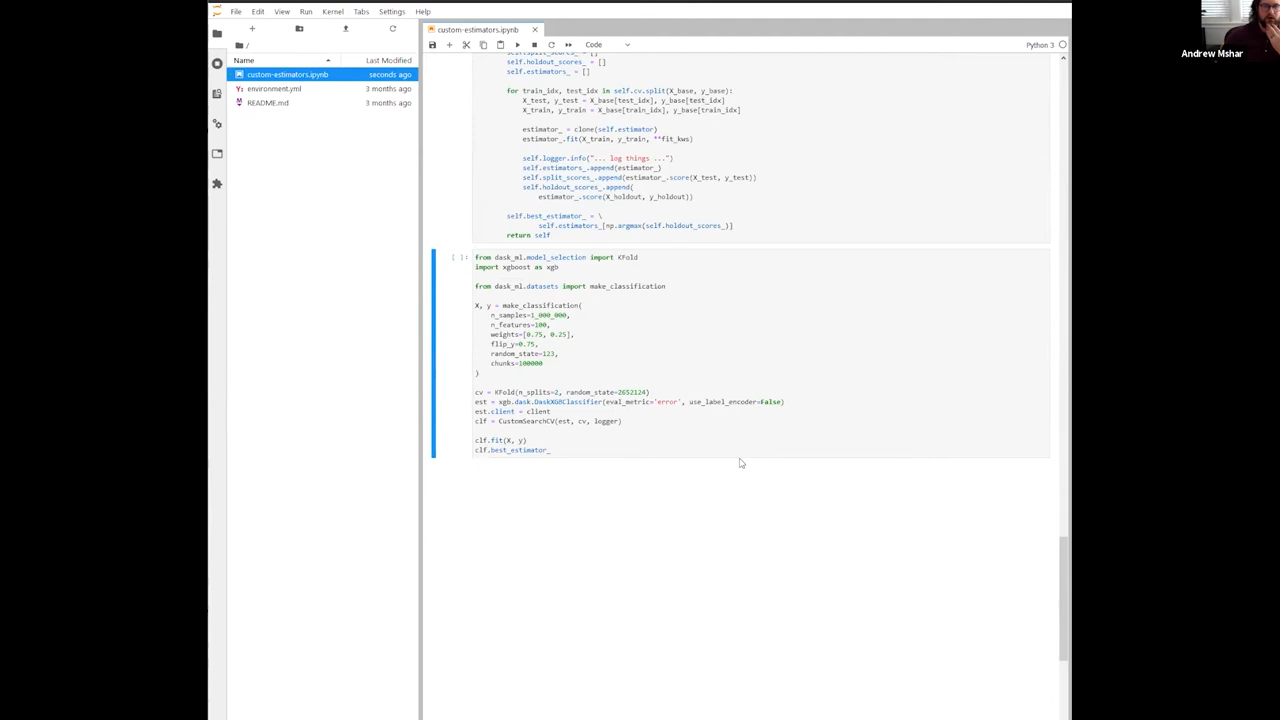 File Edit View Run Kernel Tabs Settings Help
custom-estimators.ipynb
Code
Python 3
/
Name
Last Modified
custom-estimators.ipynb
seconds ago
Y: environment.yml
3 months ago
README.md
3 months ago
self.split_scores_ = []
self.holdout_scores_ = []
self.estimators_ = []
for train_idx, test_idx in self.cv.split(X_base, y_base):
X_test, y_test = X_base[test_idx], y_base[test_idx]
X_train, y_train = X_base[train_idx], y_base[train_idx]
estimator_ = clone(self.estimator)
estimator_.fit(X_train, y_train, **fit_kws)
self.logger.info("... log things ...")
self.estimators_.append(estimator_)
self.split_scores_.append(estimator_.score(X_test, y_test))
self.holdout_scores_.append(
estimator_.score(X_holdout, y_holdout))
self.best_estimator_ = \
self.estimators_[np.argmax(self.holdout_scores_)]
return self
[ ]:
from dask_ml.model_selection import KFold
import xgboost as xgb
from dask_ml.datasets import make_classification
X, y = make_classification(
n_samples=1_000_000,
n_features=100,
weights=[0.75, 0.25],
flip_y=0.75,
random_state=123,
chunks=100000
)
cv = KFold(n_splits=2, random_state=2652124)
est = xgb.dask.DaskXGBClassifier(eval_metric='error', use_label_encoder=False)
est.client = client
clf = CustomSearchCV(est, cv, logger)
clf.fit(X, y)
clf.best_estimator_
Andrew Mshar